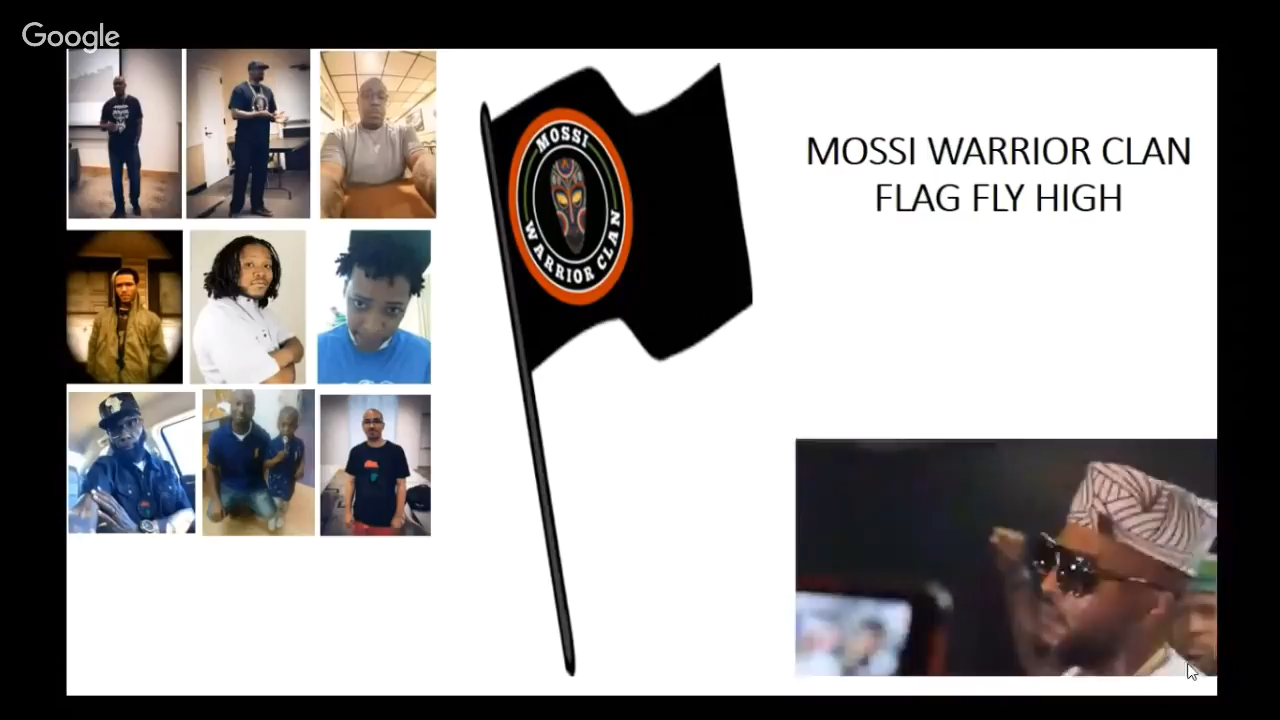 Google
MOSSI
WARRIOR CLAN
MOSSI WARRIOR CLAN
FLAG FLY HIGH